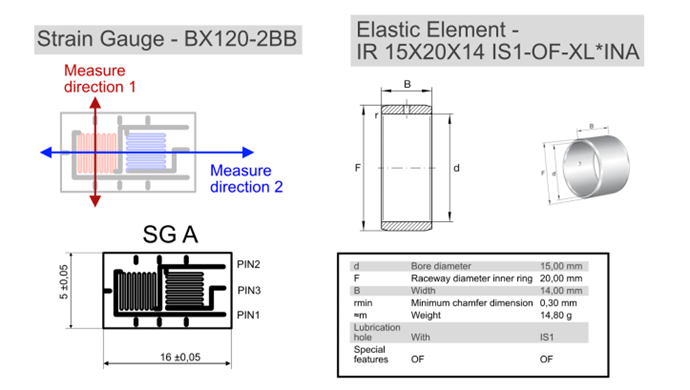 Strain Gauge - BX120-2BB
Measure
direction 1
Measure
direction 2
SG A
5 ±0,05
PIN2
PIN3
PIN1
16 ±0,05
Elastic Element -
IR 15X20X14 IS1-OF-XL*INA
B
r
F
d
B
F
d
d Bore diameter 15,00 mm
F Raceway diameter inner ring 20,00 mm
B Width 14,00 mm
rmin Minimum chamfer dimension 0,30 mm
≈m Weight 14,80 g
Lubrication
hole With IS1
Special
features OF OF